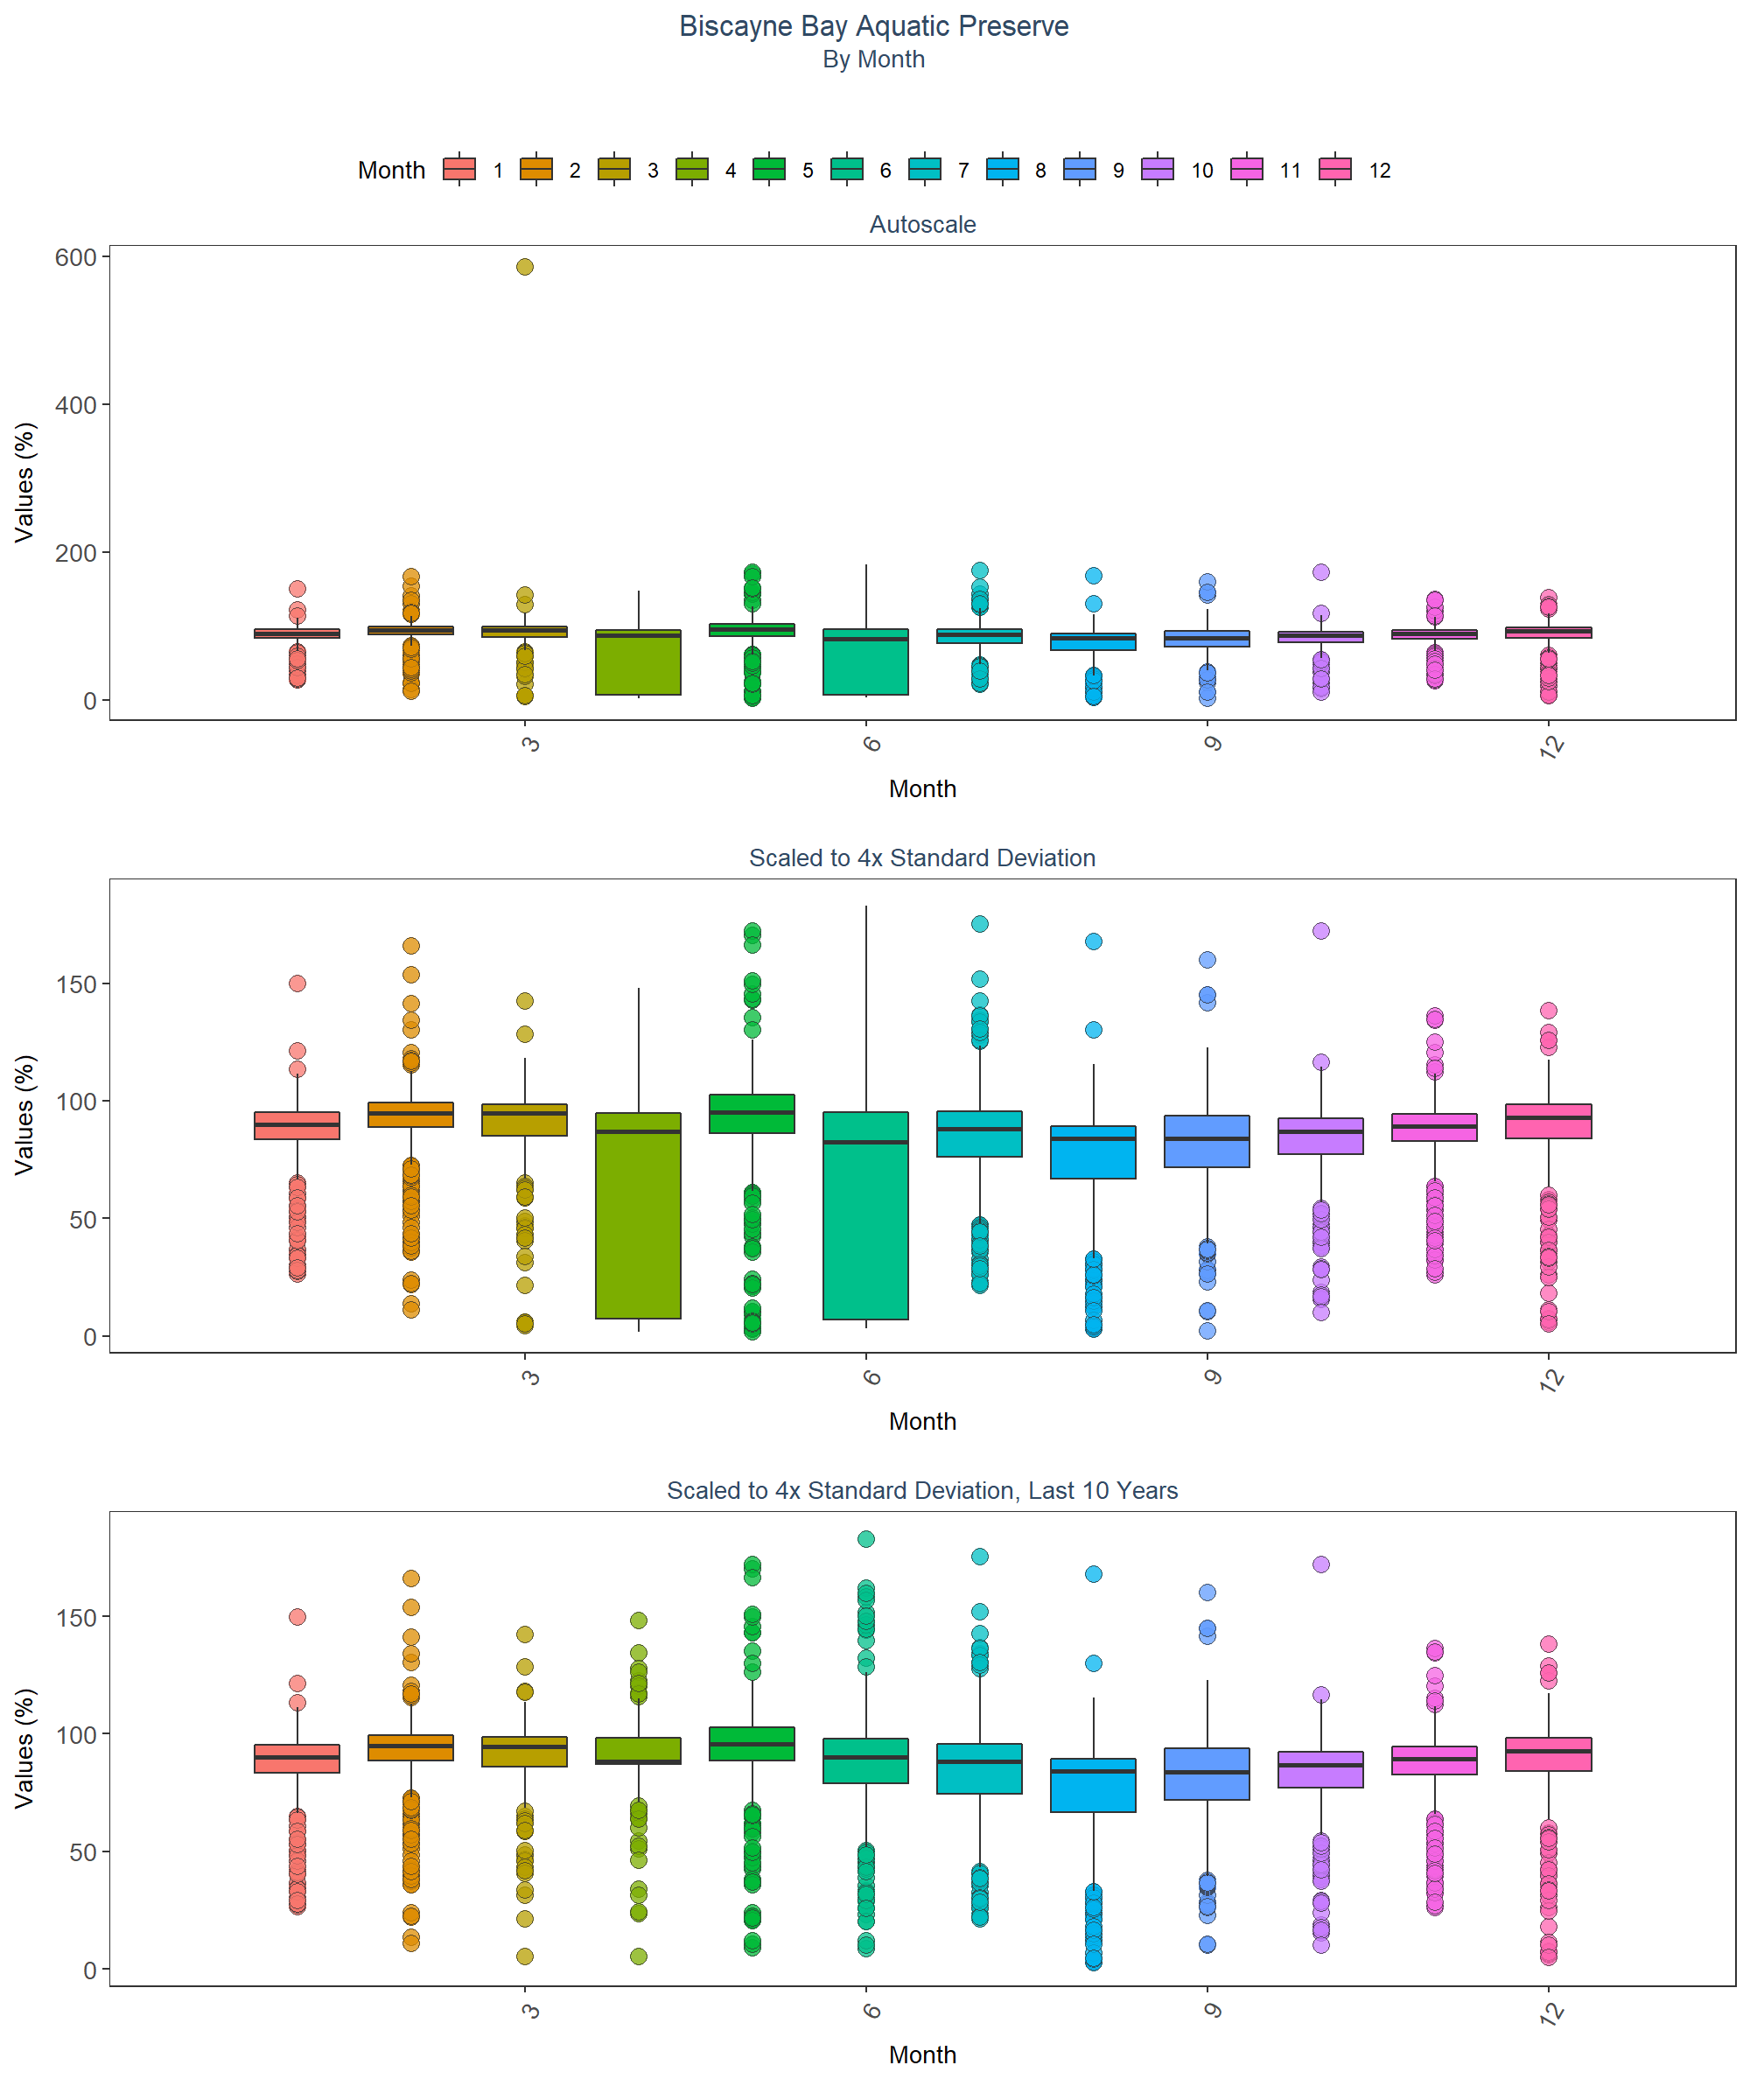 Biscayne Bay Aquatic Preserve
By Month
Month 1 2 3 4 5 6 7 8 9 10 11 12
Autoscale
600
400
200
0
Values (%)
3 6 9 12
Month
Scaled to 4x Standard Deviation
150
100
50
0
Values (%)
3 6 9 12
Month
Scaled to 4x Standard Deviation, Last 10 Years
150
100
50
0
Values (%)
3 6 9 12
Month